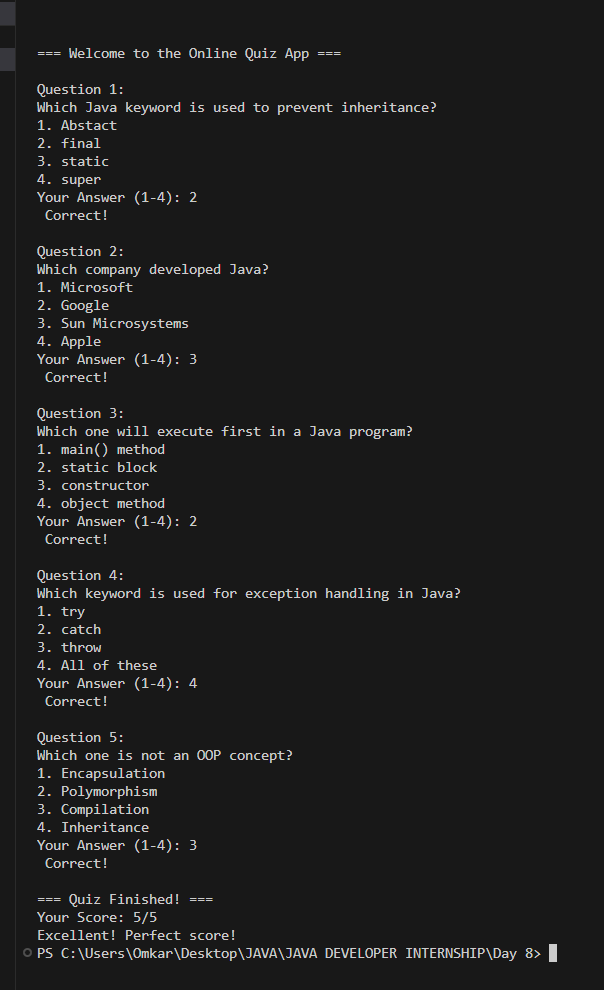 === Welcome to the Online Quiz App ===
Question 1:
Which Java keyword is used to prevent inheritance?
1. Abstact
2. final
3. static
4. super
Your Answer (1-4): 2
Correct!
Question 2:
Which company developed Java?
1. Microsoft
2. Google
3. Sun Microsystems
4. Apple
Your Answer (1-4): 3
Correct!
Question 3:
Which one will execute first in a Java program?
1. main() method
2. static block
3. constructor
4. object method
Your Answer (1-4): 2
Correct!
Question 4:
Which keyword is used for exception handling in Java?
1. try
2. catch
3. throw
4. All of these
Your Answer (1-4): 4
Correct!
Question 5:
Which one is not an OOP concept?
1. Encapsulation
2. Polymorphism
3. Compilation
4. Inheritance
Your Answer (1-4): 3
Correct!
=== Quiz Finished! ===
Your Score: 5/5
Excellent! Perfect score!
PS C:\Users\Omkar\Desktop\JAVA\JAVA DEVELOPER INTERNSHIP\Day 8>